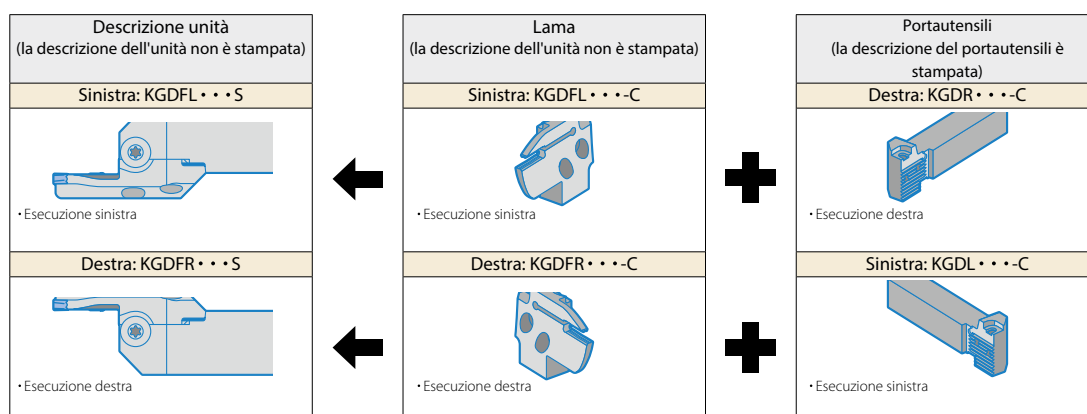 Descrizione unità
(la descrizione dell'unità non è stampata)
Sinistra: KGDFL・・・S
・Esecuzione sinistra
Destra: KGDFR・・・S
・Esecuzione destra
Lama
(la descrizione dell'unità non è stampata)
Sinistra: KGDFL・・・-C
・Esecuzione sinistra
Destra: KGDFR・・・-C
・Esecuzione destra
Portautensili
(la descrizione del portautensili è
stampata)
Destra: KGDR・・・-C
・Esecuzione destra
Sinistra: KGDL・・・-C
・Esecuzione sinistra